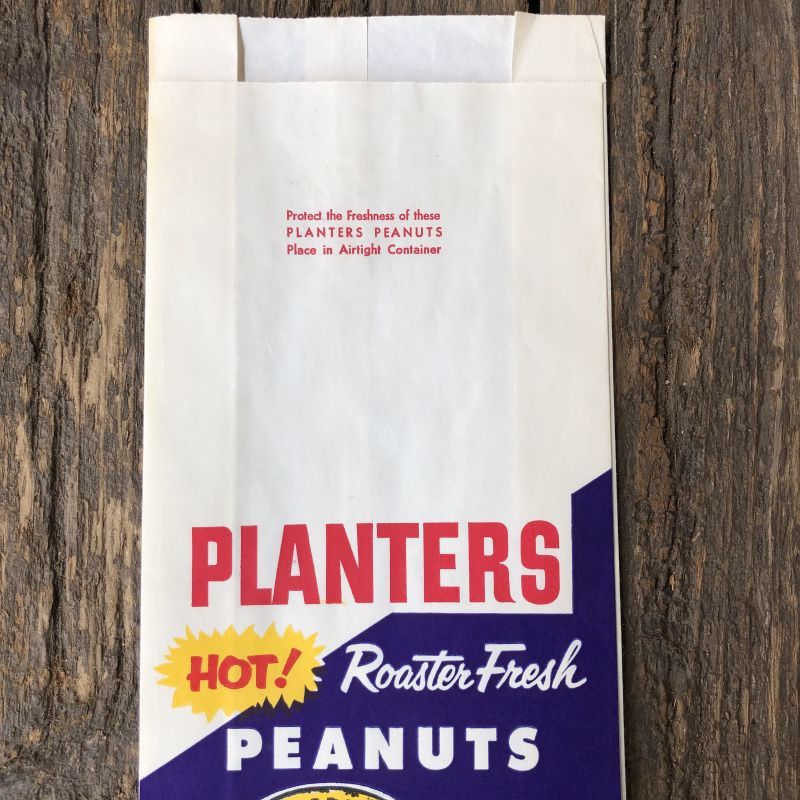 Protect the Freshness of these
PLANTERS PEANUTS
Place in Airtight Container
PLANTERS
HOT! Roaster Fresh
PEANUTS